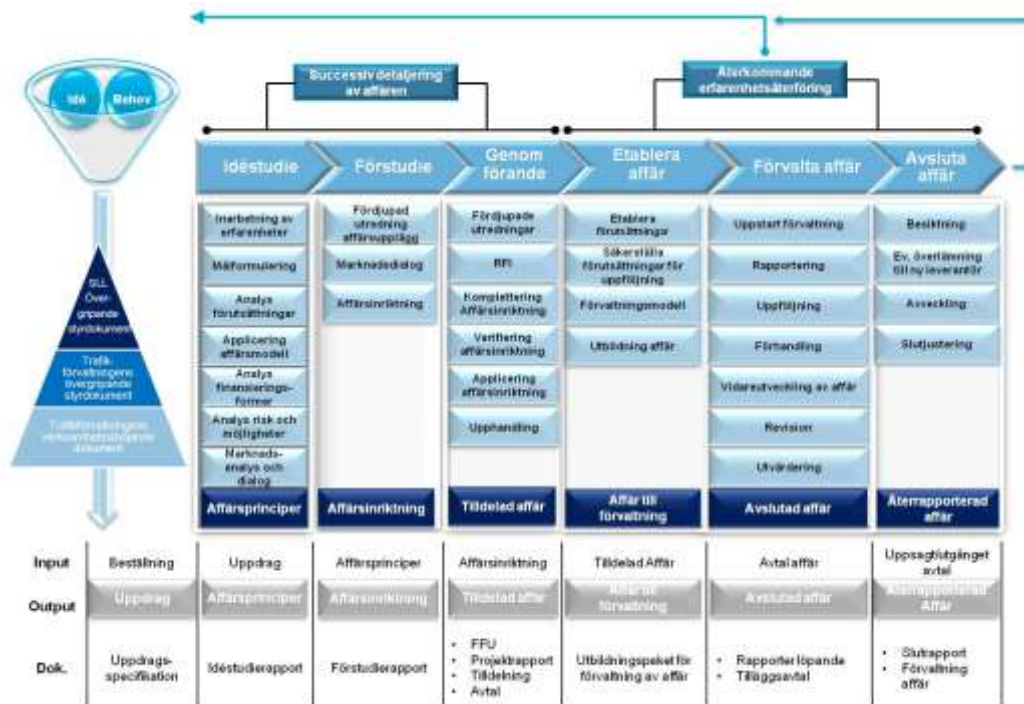 Successiv detaljering
av affären
Återkommande
erfarenhetsåterföring
Idé
Behov
Idéstudie
Förstudie
Genom
förande
Etablera
affär
Förvalta affär
Avsluta
affär
Inarbetning av
erfarenheter
Målformulering
Analys
förutsättningar
Applicering
affärsmodell
Analys
finansierings-
former
Analys risk och
möjligheter
Marknads-
analys och
dialog
Affärsprinciper
Fördjupad
utredning
affärsupplägg
Marknadsdialog
Affärsinriktning
Affärsinriktning
Fördjupade
utredningar
RFI
Komplettering
Affärsinriktning
Verifiering
affärsinriktning
Applicering
affärsinriktning
Upphandling
Tilldelad affär
Etablera
förutsättningar
Säkerställa
förutsättningar för
uppföljning
Förvaltningsmodell
Utbildning affär
Affär till
förvaltning
Uppstart förvaltning
Rapportering
Uppföljning
Förhandling
Vidareutveckling av affär
Revision
Utvärdering
Avslutad affär
Besiktning
Ev. överlämning
till ny leverantör
Avveckling
Slutjustering
Återrapporterad
affär
SLL
Över-
gripande
styrdokument
Trafik-
förvaltningens
övergripande
styrdokument
Trafikförvaltningens
verksamhetsstödjande
dokument
Input
Beställning
Uppdrag
Affärsprinciper
Affärsinriktning
Tilldelad Affär
Avtal affär
Uppsagt/utgånget
avtal
Output
Uppdrag
Affärsprinciper
Affärsinriktning
Tilldelad affär
Affär till
förvaltning
Avslutad affär
Återrapporterad
Affär
Dok.
Uppdrags-
specifikation
Idéstudierapport
Förstudierapport
• FFU
• Projektrapport
• Tilldelning
• Avtal
Utbildningspaket för
förvaltning av affär
• Rapporter löpande
• Tilläggsavtal
• Slutrapport
• Förvaltning
affär